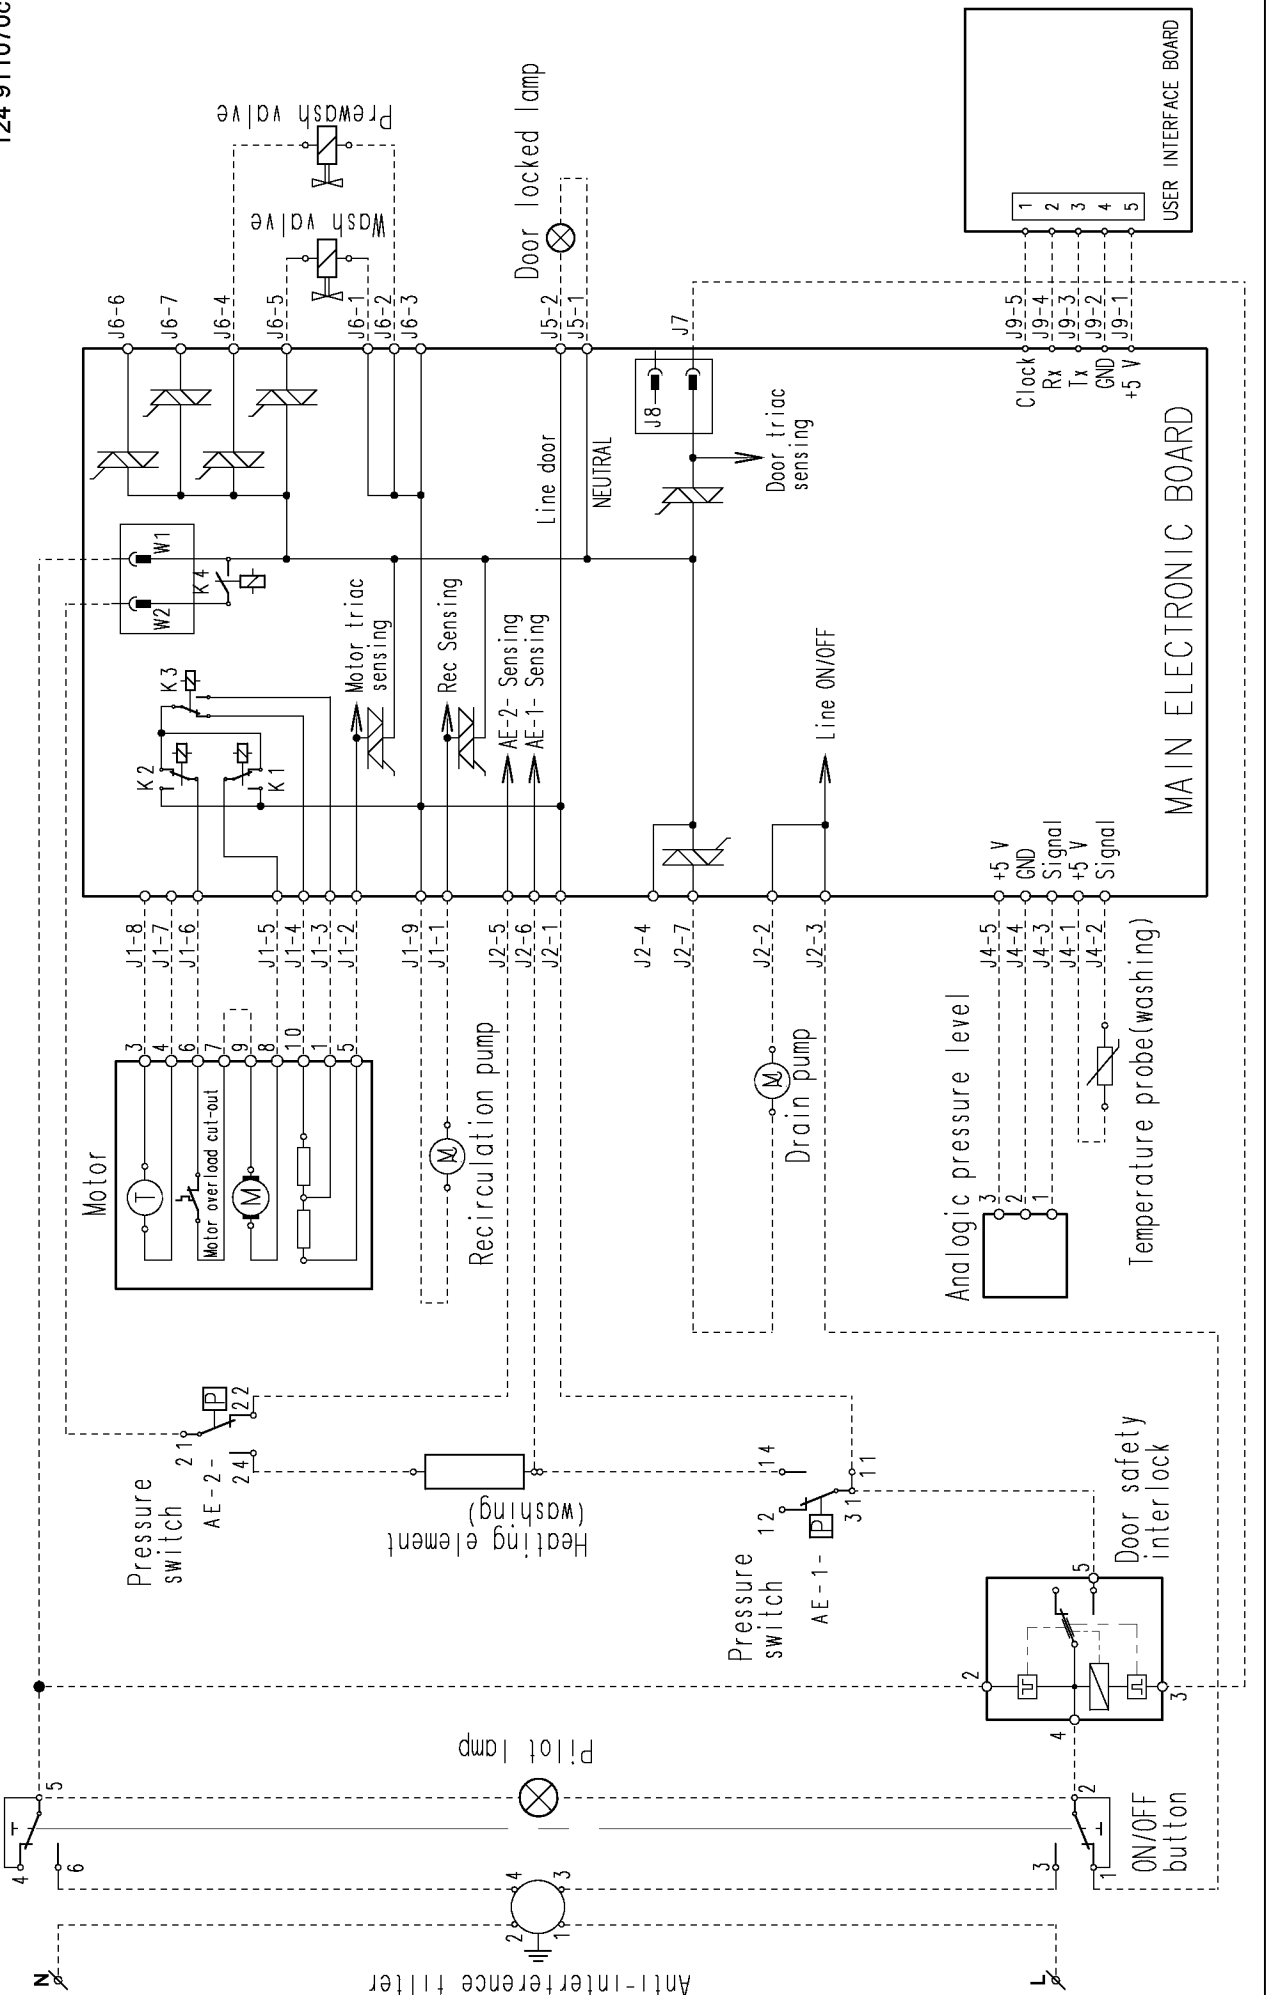 USER INTERFACE BOARD
1
2
3
4
5
Prewash valve
Wash valve
Door locked lamp
J6-6
J6-7
J6-4
J6-5
J6-1
J6-2
J6-3
J5-2
J5-1
J7
J9-5
J9-4
J9-3
J9-2
J9-1
Clock
Rx
Tx
GND
+5 V
J8
Line door
NEUTRAL
Door triac
sensing
W1
W2
K4
K3
K2
K1
Motor triac
sensing
Rec Sensing
AE-2- Sensing
AE-1- Sensing
Line ON/OFF
MAIN ELECTRONIC BOARD
+5 V
GND
Signal
+5 V
Signal
J1-8
J1-7
J1-6
J1-5
J1-4
J1-3
J1-2
J1-9
J1-1
J2-5
J2-6
J2-1
J2-4
J2-7
J2-2
J2-3
J4-5
J4-4
J4-3
J4-1
J4-2
3
4
6
7
9
8
10
1
5
Motor
T
Motor overload cut-out
M
M
Recirculation pump
M
Drain pump
Analogic pressure level
3
2
1
Temperature probe(washing)
Pressure
switch
AE-2-
21
P
22
24
Heating element
(washing)
Pressure
switch
AE-1-
14
12
11
31
P
Door safety
interlock
2
5
4
3
Pilot lamp
5
4
6
2
3
1
ON/OFF
button
4
3
2
1
N
L
Anti-interference filter